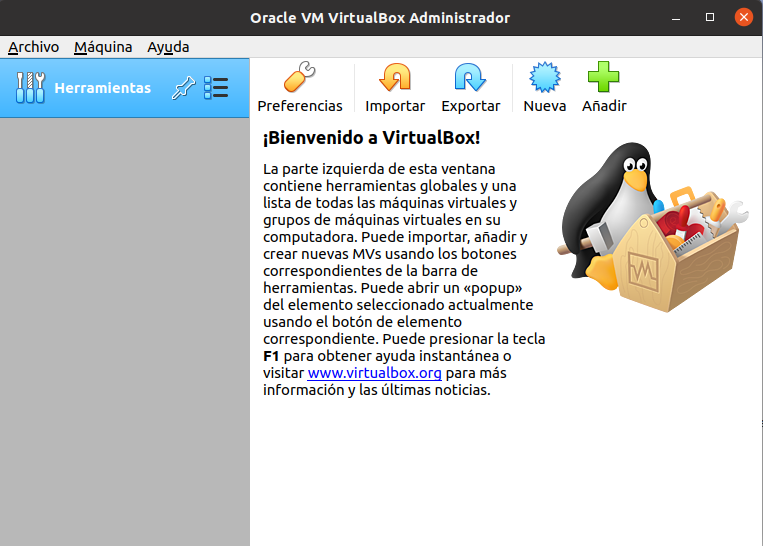 Oracle VM VirtualBox Administrador
Archivo Máquina Ayuda
Herramientas
Preferencias Importar Exportar Nueva Añadir
¡Bienvenido a VirtualBox!
La parte izquierda de esta ventana
contiene herramientas globales y una
lista de todas las máquinas virtuales y
grupos de máquinas virtuales en su
computadora. Puede importar, añadir y
crear nuevas MVs usando los botones
correspondientes de la barra de
herramientas. Puede abrir un «popup»
del elemento seleccionado actualmente
usando el botón de elemento
correspondiente. Puede presionar la tecla
F1 para obtener ayuda instantánea o
visitar www.virtualbox.org para más
información y las últimas noticias.